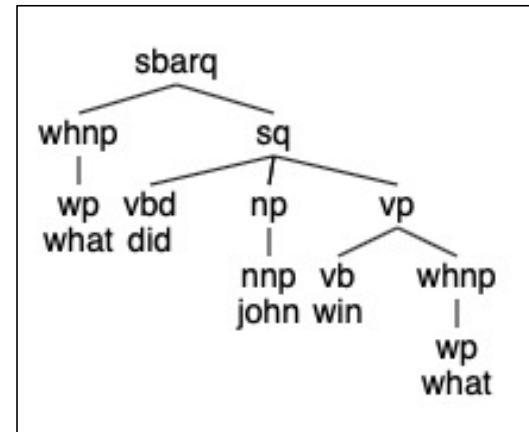 sbarq
whnp sq
wp vbd np vp
what did
nnp vb whnp
john win
wp
what